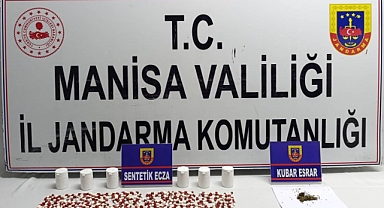 T.C.
MANİSA VALİLİĞİ
İL JANDARMA KOMUTANLIĞI
SENTETİK ECZA
KUBAR ESRAR